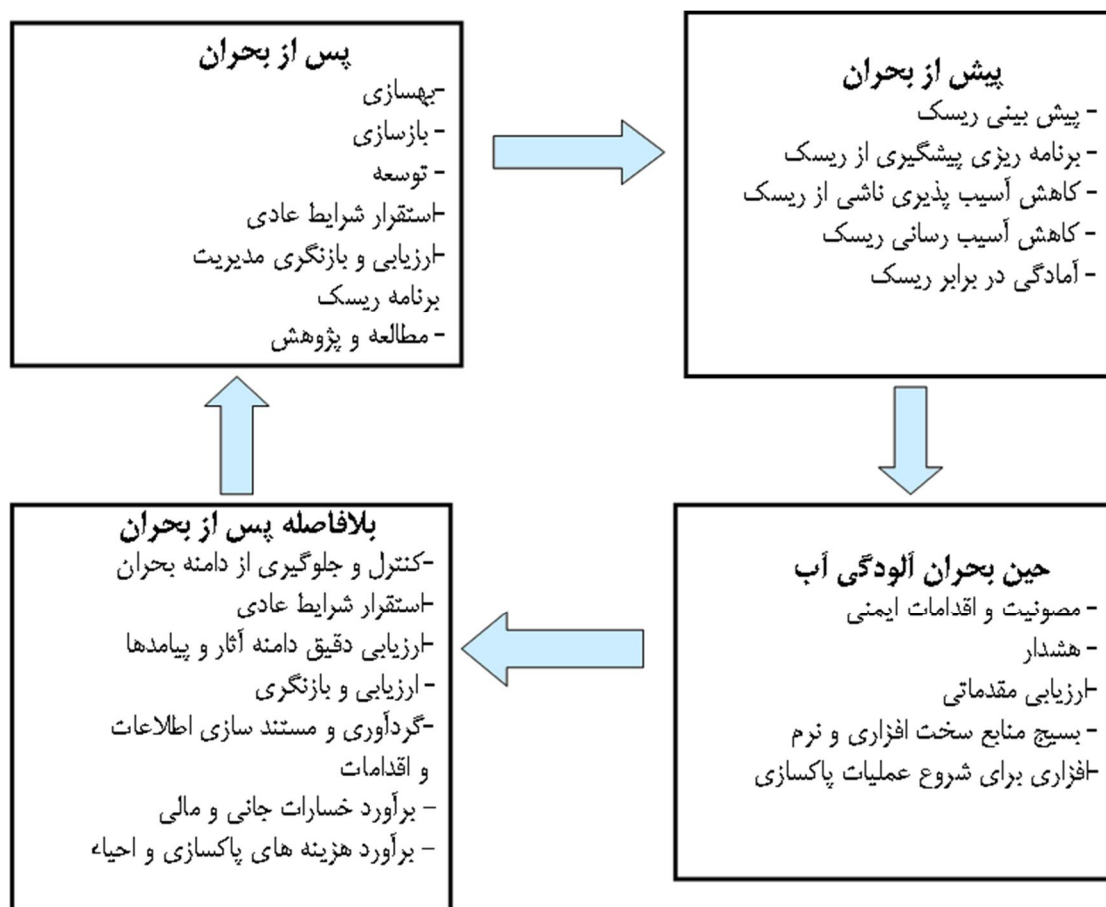 پیش از بحران
- پیش بینی ریسک
- برنامه ریزی پیشگیری از ریسک
- کاهش آسیب پذیری ناشی از ریسک
- کاهش آسیب رسانی ریسک
- آمادگی در برابر ریسک
حین بحران آلودگی آب
- مصونیت و اقدامات ایمنی
- هشدار
-ارزیابی مقدماتی
- بسیج منابع سخت افزاری و نرم
-افزاری برای شروع عملیات پاکسازی
بلافاصله پس از بحران
-کنترل و جلوگیری از دامنه بحران
-استقرار شرایط عادی
-ارزیابی دقیق دامنه آثار و پیامدها
- ارزیابی و بازنگری
-گردآوری و مستند سازی اطلاعات
و اقدامات
- برآورد خسارات جانی و مالی
- برآورد هزینه های پاکسازی و احیاء
پس از بحران
-بهسازی
- بازسازی
- توسعه
-استقرار شرایط عادی
-ارزیابی و بازنگری مدیریت
برنامه ریسک
- مطالعه و پژوهش